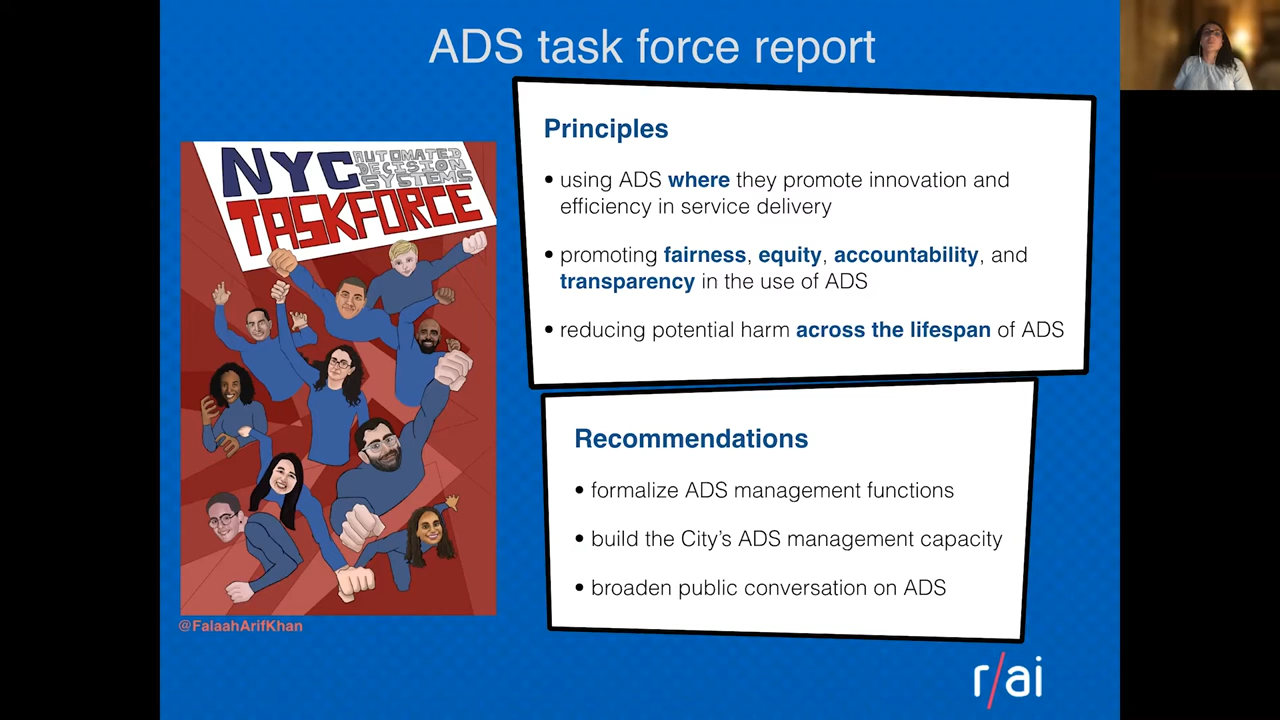 ADS task force report
NYC AUTOMATED
DECISION
SYSTEMS
TASKFORCE
@FalaahArifKhan
Principles
• using ADS where they promote innovation and
efficiency in service delivery
• promoting fairness, equity, accountability, and
transparency in the use of ADS
• reducing potential harm across the lifespan of ADS
Recommendations
• formalize ADS management functions
• build the City's ADS management capacity
• broaden public conversation on ADS
r/ai